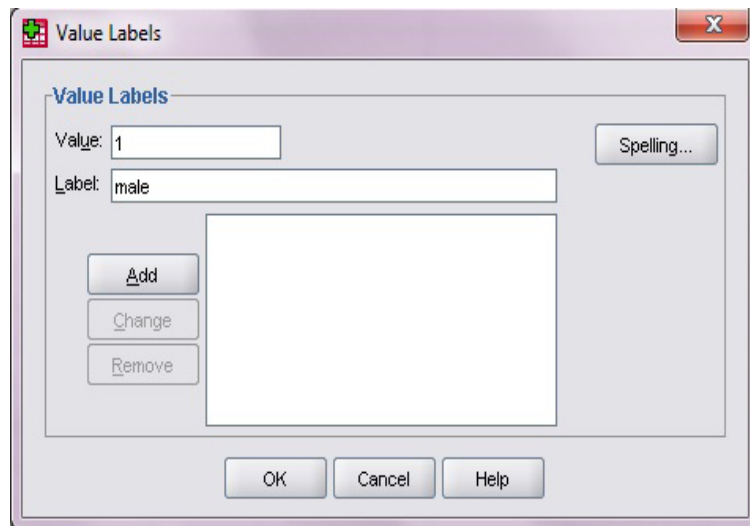 Value Labels
X
Value Labels
Value: 1
Spelling...
Label: male
Add
Change
Remove
OK Cancel Help